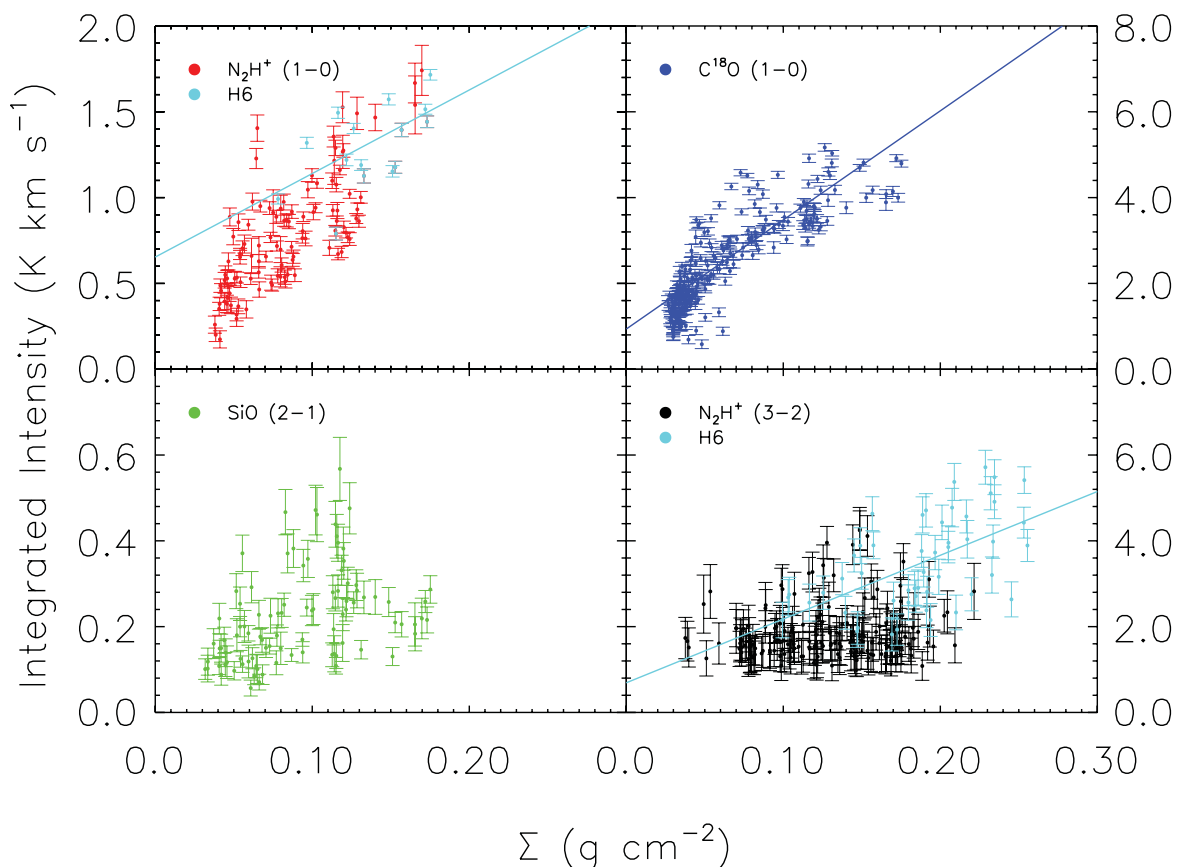 2.0
1.5
1.0
0.5
0.0
N₂H⁺ (1−0)
H6
C¹⁸O (1−0)
8.0
6.0
4.0
2.0
0.0
Integrated Intensity (K km s⁻¹)
0.6
0.4
0.2
0.0
SiO (2−1)
N₂H⁺ (3−2)
H6
6.0
4.0
2.0
0.0
0.0 0.10 0.20 0.0 0.10 0.20 0.30
Σ (g cm⁻²)